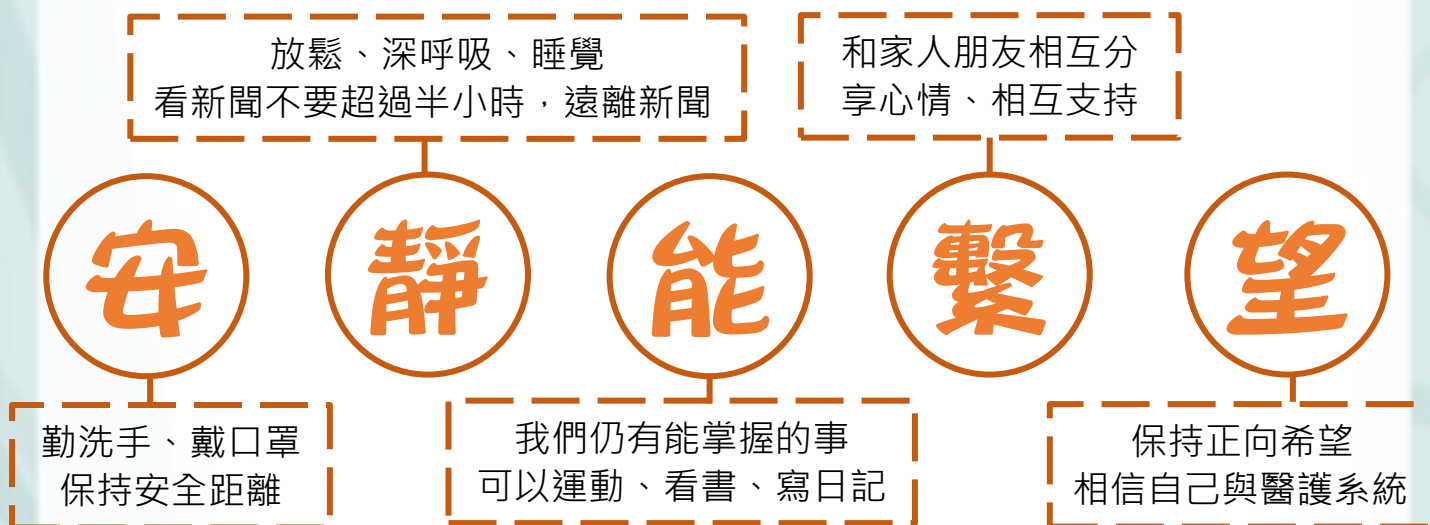 放鬆、深呼吸、睡覺
看新聞不要超過半小時，遠離新聞
和家人朋友相互分
享心情、相互支持
安
靜
能
繫
望
勤洗手、戴口罩
保持安全距離
我們仍有能掌握的事
可以運動、看書、寫日記
保持正向希望
相信自己與醫護系統